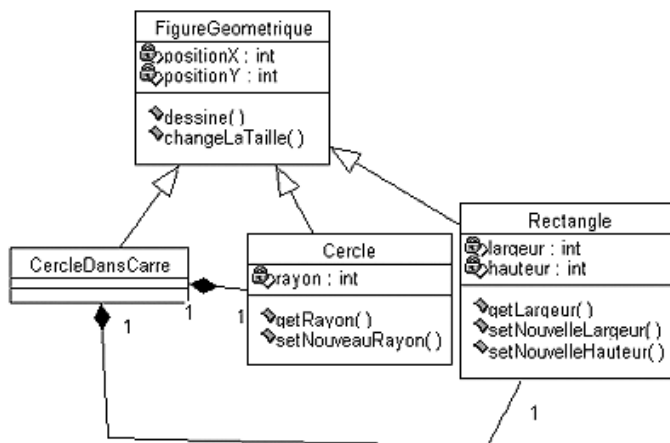 FigureGeometrique
positionX : int
positionY : int
dessine()
changeLaTaille()
CercleDansCarre
1
1
Cercle
rayon : int
getRayon()
setNouveauRayon()
1
Rectangle
largeur : int
hauteur : int
getLargeur()
setNouvelleLargeur()
setNouvelleHauteur()
1